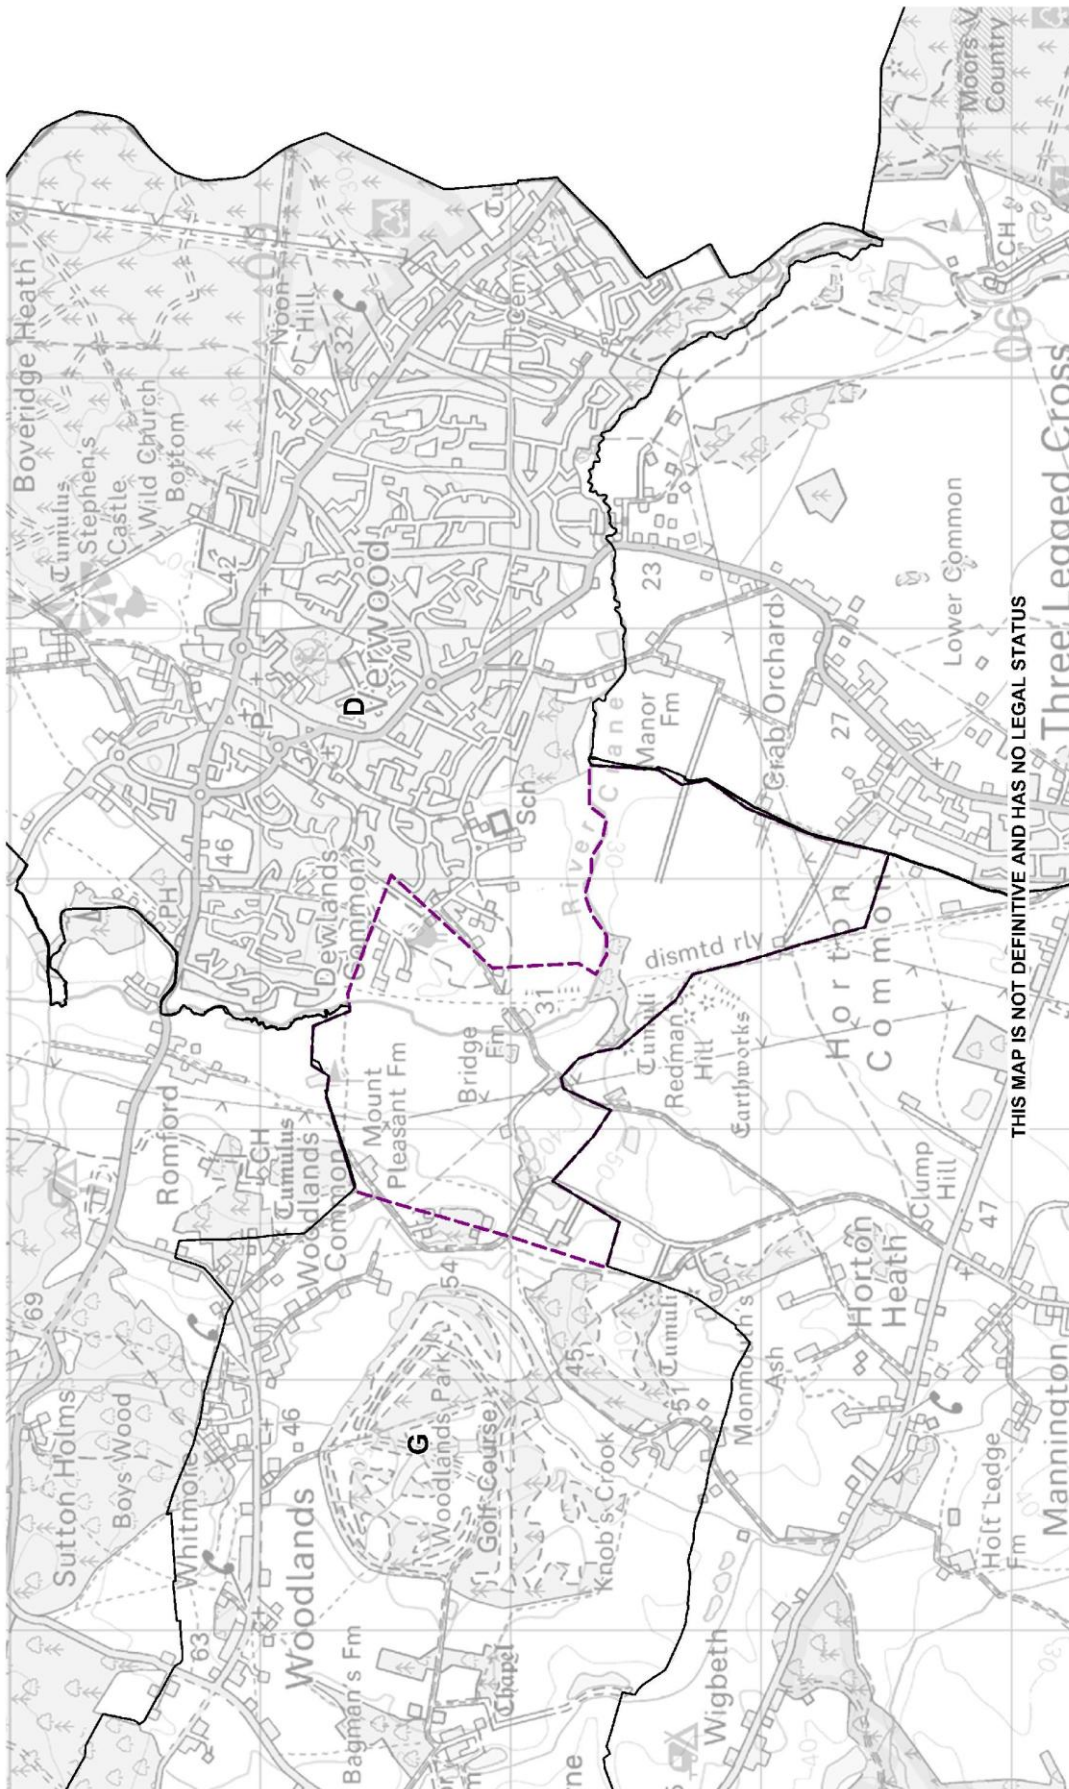 Boveridge Heath
Tumulus
Stephen's
Castle
Wild Church
Bottom
Noon
Hill
32
42
Cemy
Moors V
Country
CH
06
Three Legged Cross
Lower Common
23
27
Crab Orchard
Manor
Fm
River Crane
Sch
D
Verwood
P
46
PH
Dewlands
Common
dismtd rly
31
30
Bridge
Fm
Mount
Pleasant Fm
Tumuli
Redman's
Hill
Earthworks
Horton
Common
Romford
CH
Tumulus
Woodlands
Common
54
50
40
Clump
Hill
47
Horton
Heath
69
Sutton Holms
Boys Wood
Whitmore
46
63
Woodlands
Bagman's Fm
G
Woodlands Park
Golf Course
45
Tumuli
51
Monmouth's
Ash
Knob's Crook
Chapel
Wigbeth
Holt Lodge
Fm
Mannington
THIS MAP IS NOT DEFINITIVE AND HAS NO LEGAL STATUS